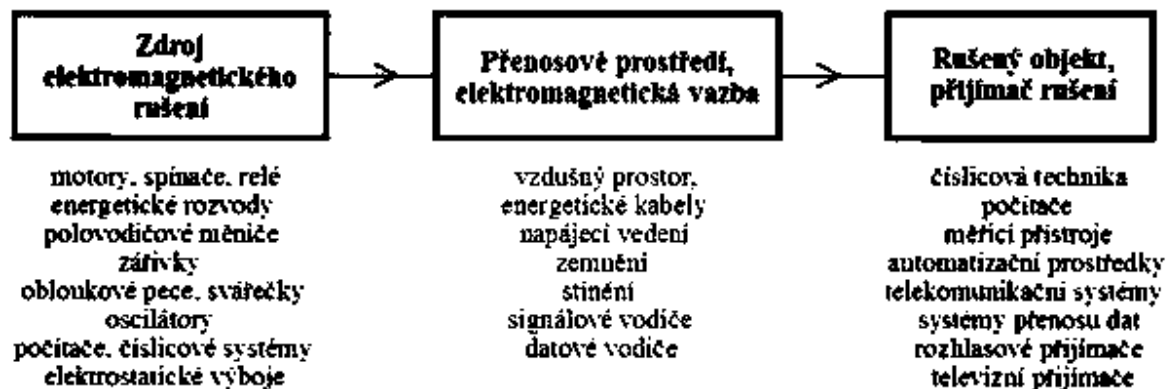 Zdroj
elektromagnetického
rušení
Přenosové prostředí,
elektromagnetická vazba
Rušený objekt,
přijímač rušení
motory, spínače, relé
energetické rozvody
polovodičové měniče
zářivky
obloukové pece, svářečky
oscilátory
počítače, číslicové systémy
elektrostatické výboje
vzdušný prostor,
energetické kabely
napájecí vedení
zemnění
stínění
signálové vodiče
datové vodiče
číslicová technika
počítače
měřicí přístroje
automatizační prostředky
telekomunikační systémy
systémy přenosu dat
rozhlasové přijímače
televizní přijímače